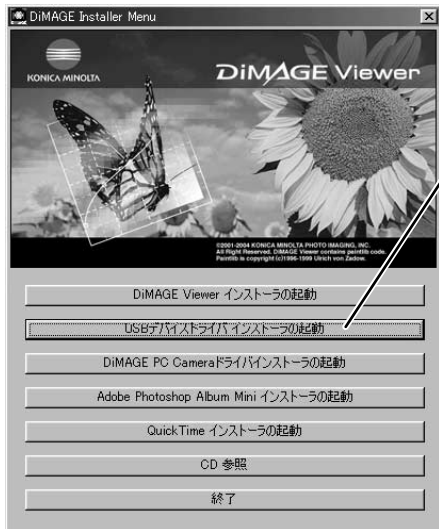 DiMAGE Installer Menu
KONICA MINOLTA
DiMAGE Viewer
©2001-2004 KONICA MINOLTA PHOTO IMAGING, INC.
All Right Reserved. DiMAGE Viewer contains paintlib code.
Paintlib is copyright (c)1996-1999 Ulrich von Zadow.
DiMAGE Viewer インストーラの起動
USBデバイスドライバ インストーラの起動
DiMAGE PC Cameraドライバインストーラの起動
Adobe Photoshop Album Mini インストーラの起動
QuickTime インストーラの起動
CD 参照
終了